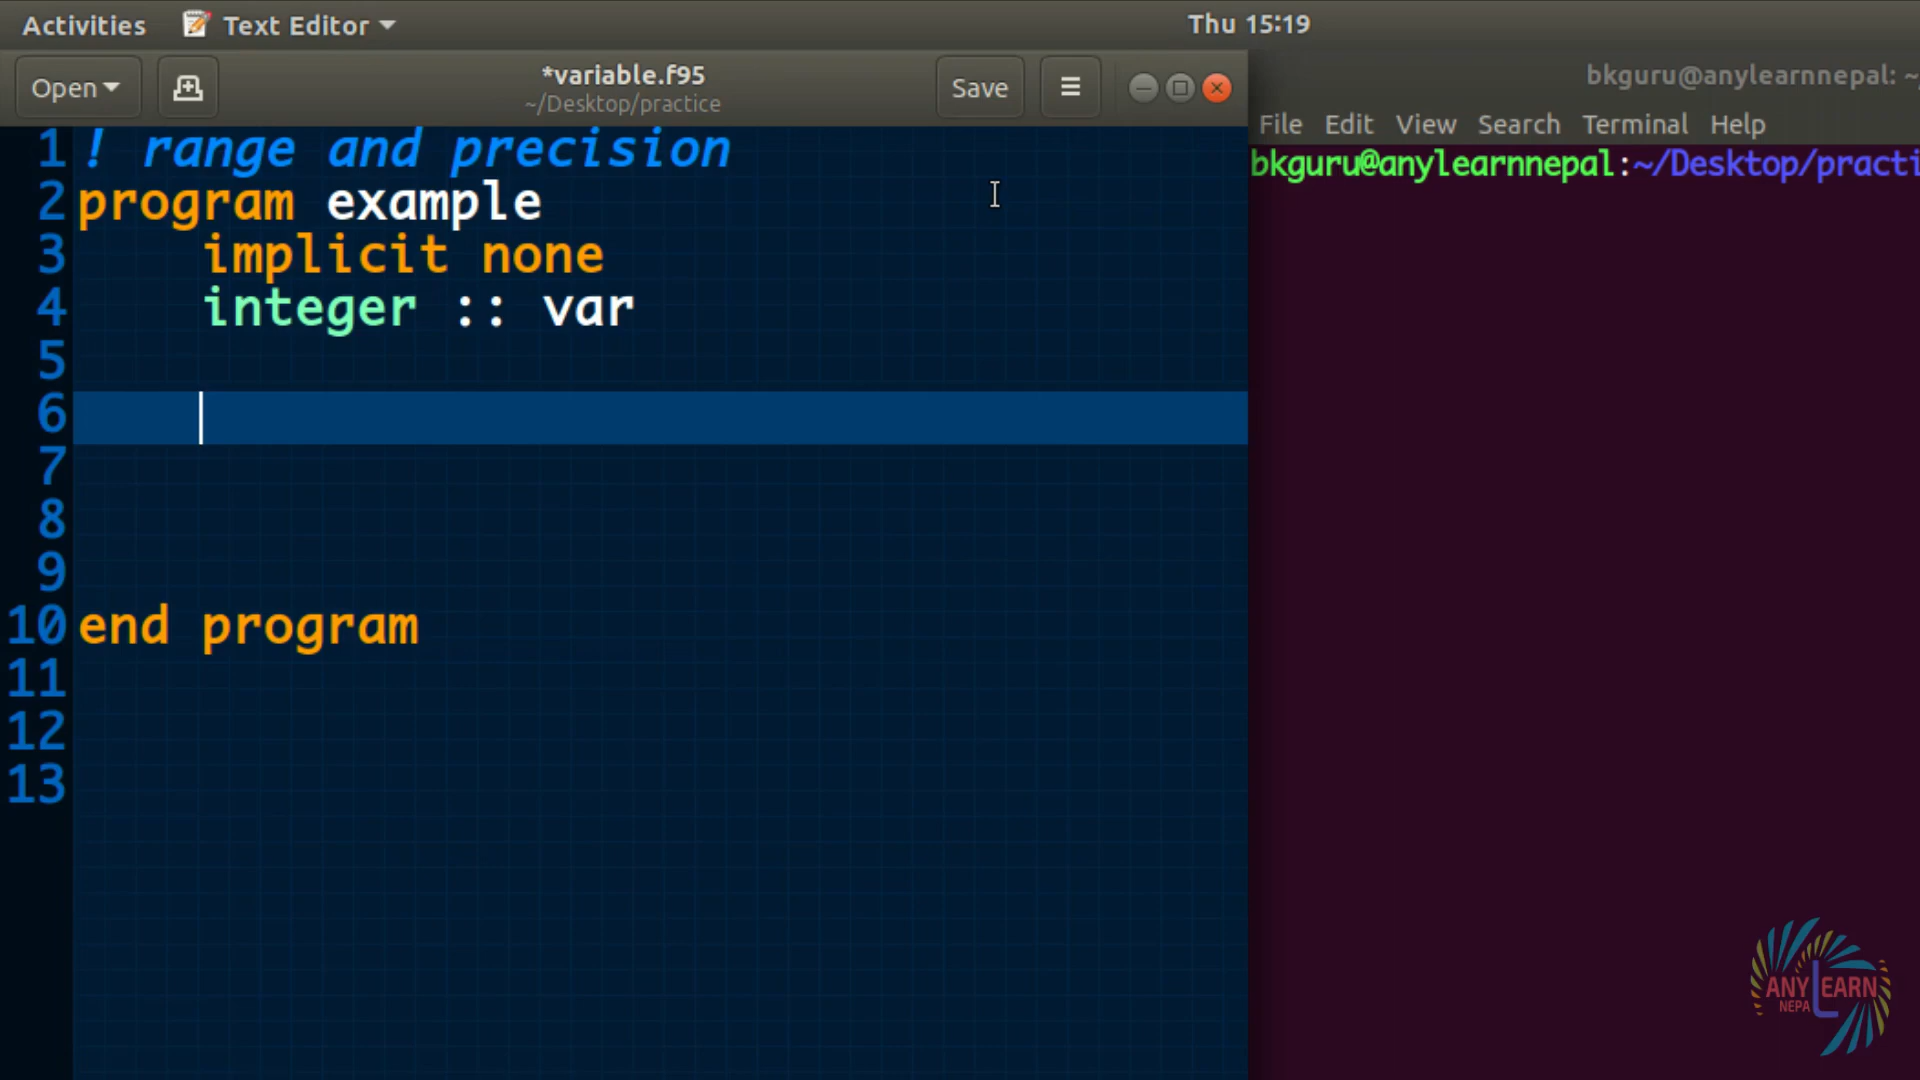 Activities Text Editor Thu 15:19
Open *variable.f95 Save
~/Desktop/practice
bkguru@anylearnnepal: ~
File Edit View Search Terminal Help
bkguru@anylearnnepal:~/Desktop/practi
1 ! range and precision
2 program example
3 implicit none
4 integer :: var
5
6
7
8
9
10 end program
11
12
13
ANY LEARN
NEPA